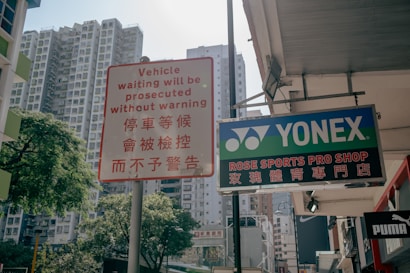 Vehicle
waiting will be
prosecuted
without warning
停車等候
會被檢控
而不予警告
YONEX
ROSE SPORTS PRO SHOP
玫瑰體育專門店
PUMA